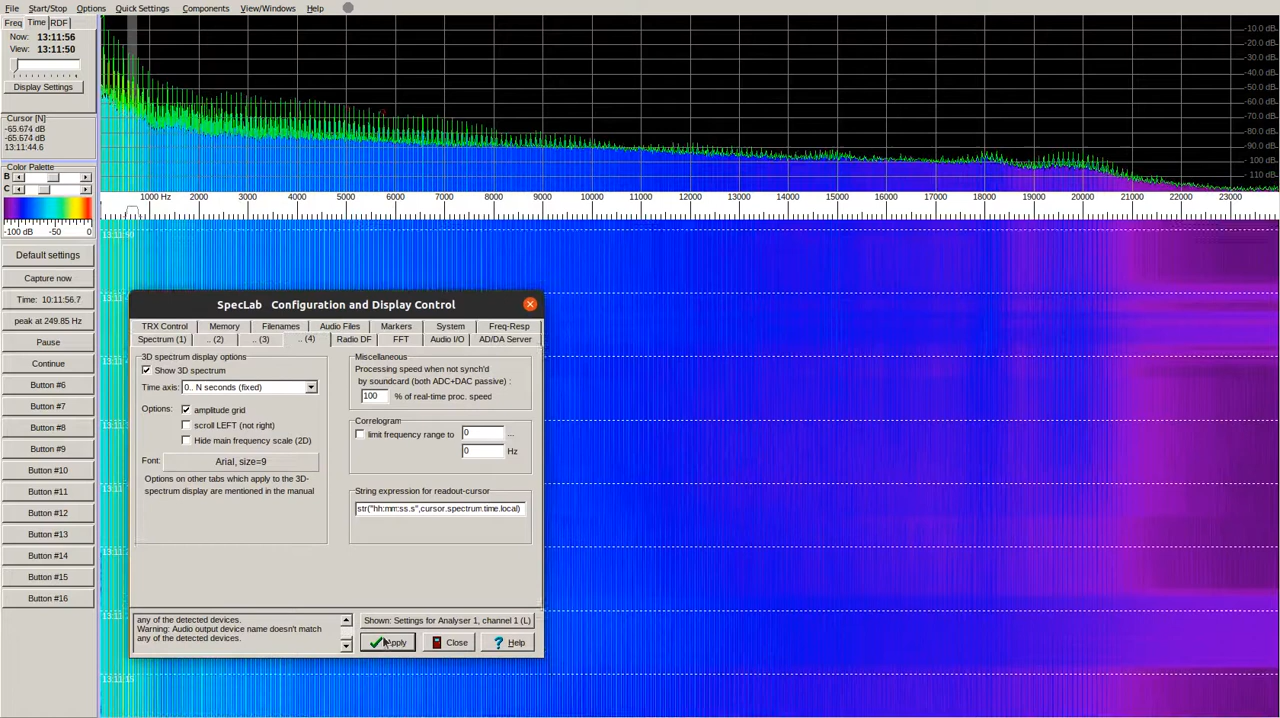 File Start/Stop Options Quick Settings Components View/Windows Help
Freq Time RDF
Now: 13:11:56
View: 13:11:50
Display Settings
Cursor [N]
-65.674 dB
-65.674 dB
13:11:44.6
Color Palette
B
C
-100 dB -50 0
Default settings
Capture now
Time: 10:11:56.7
peak at 249.85 Hz
Pause
Continue
Button #6
Button #7
Button #8
Button #9
Button #10
Button #11
Button #12
Button #13
Button #14
Button #15
Button #16
-10.0 dB
-20.0 dB
-30.0 dB
-40.0 dB
-50.0 dB
-60.0 dB
-70.0 dB
-80.0 dB
-90.0 dB
-100 dB
-110 dB
1000 Hz 2000 3000 4000 5000 6000 7000 8000 9000 10000 11000 12000 13000 14000 15000 16000 17000 18000 19000 20000 21000 22000 23000
13:11:50
SpecLab Configuration and Display Control
TRX Control Memory Filenames Audio Files Markers System Freq-Resp
Spectrum (1) .. (2) .. (3) .. (4) Radio DF FFT Audio I/O AD/DA Server
3D spectrum display options
Show 3D spectrum
Time axis: 0.. N seconds (fixed)
Options: amplitude grid
scroll LEFT (not right)
Hide main frequency scale (2D)
Font: Arial, size=9
Options on other tabs which apply to the 3D-
spectrum display are mentioned in the manual
Miscellaneous
Processing speed when not synch'd
by soundcard (both ADC+DAC passive) :
100 % of real-time proc. speed
Correlogram
limit frequency range to 0 ...
0 Hz
String expression for readout-cursor
str("hh:mm:ss.s",cursor.spectrum.time.local)
any of the detected devices.
Warning: Audio output device name doesn't match
any of the detected devices.
Shown: Settings for Analyser 1, channel 1 (L)
Apply Close Help
13:11:15